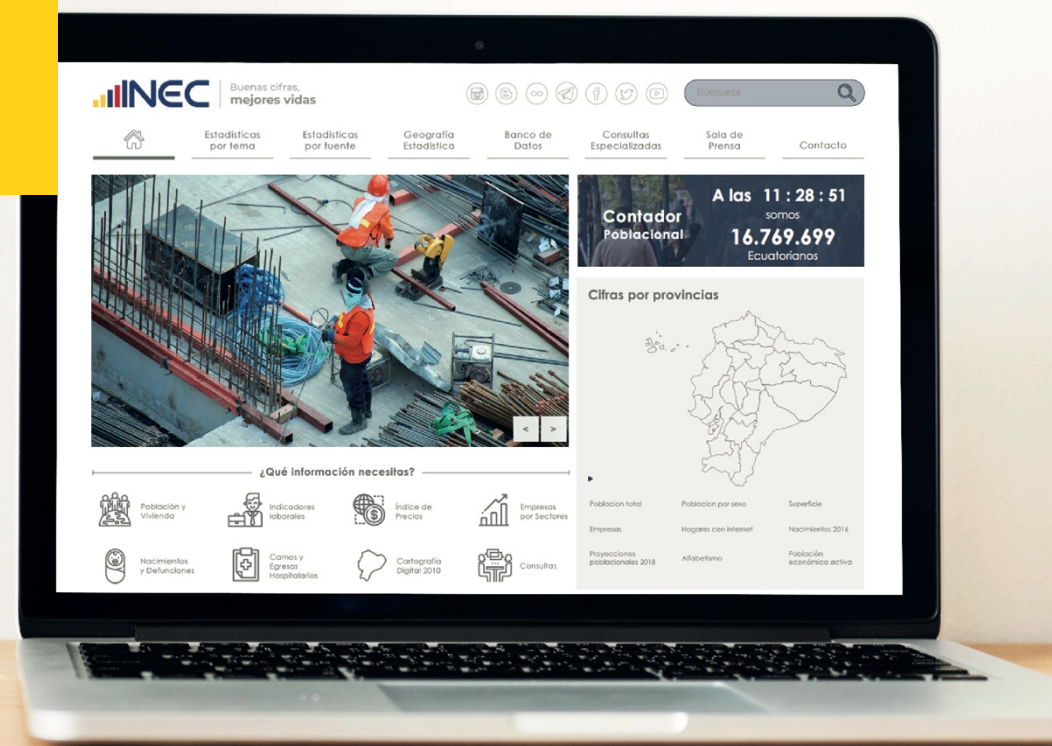 INEC
Buenas cifras,
mejores vidas
Búsqueda
Estadísticas
por tema
Estadísticas
por fuente
Geografía
Estadística
Banco de
Datos
Consultas
Especializadas
Sala de
Prensa
Contacto
Contador
Poblacional
A las 11 : 28 : 51
somos
16.769.699
Ecuatorianos
Cifras por provincias
< >
¿Qué información necesitas?
Población y
Vivienda
Indicadores
laborales
Índice de
Precios
Empresas
por Sectores
Nacimientos
y Defunciones
Camas y
Egresos
Hospitalarios
Cartografía
Digital 2010
Consultas
Poblacion total
Poblacion por sexo
Superficie
Empresas
Hogares con internet
Nacimientos 2016
Proyecciones
poblacionales 2018
Alfabetismo
Población
económica activa